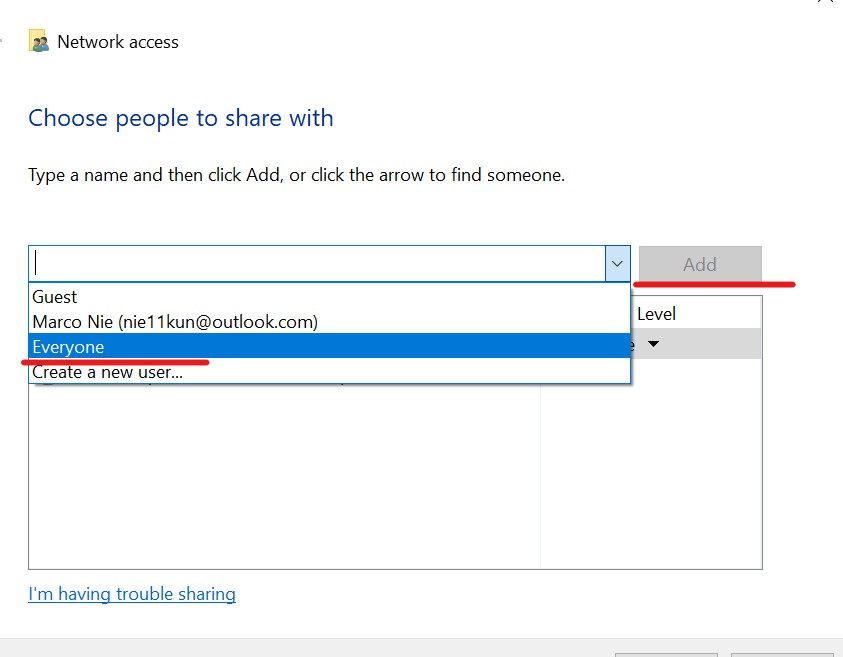 Network access
Choose people to share with
Type a name and then click Add, or click the arrow to find someone.
Add
Guest
Marco Nie (nie11kun@outlook.com)
Everyone
Create a new user...
Level
I'm having trouble sharing